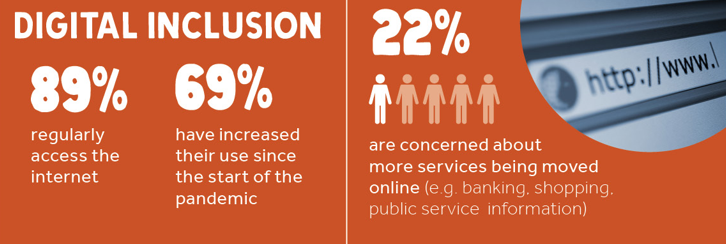 DIGITAL INCLUSION
89%
regularly
access the
internet
69%
have increased
their use since
the start of the
pandemic
22%
are concerned about
more services being moved
online (e.g. banking, shopping,
public service information)
http://www.